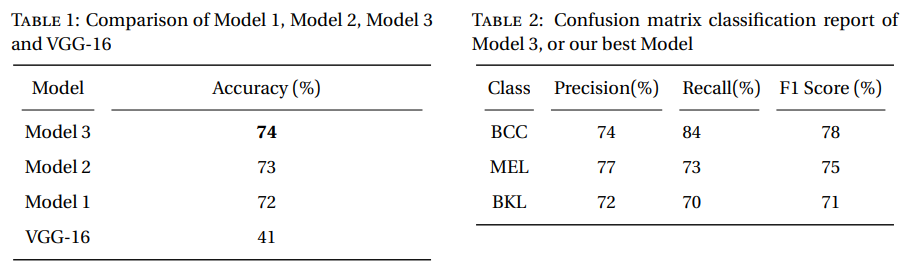 TABLE 1: Comparison of Model 1, Model 2, Model 3
and VGG-16
Model Accuracy (%)
Model 3 74
Model 2 73
Model 1 72
VGG-16 41
TABLE 2: Confusion matrix classification report of
Model 3, or our best Model
Class Precision(%) Recall(%) F1 Score (%)
BCC 74 84 78
MEL 77 73 75
BKL 72 70 71